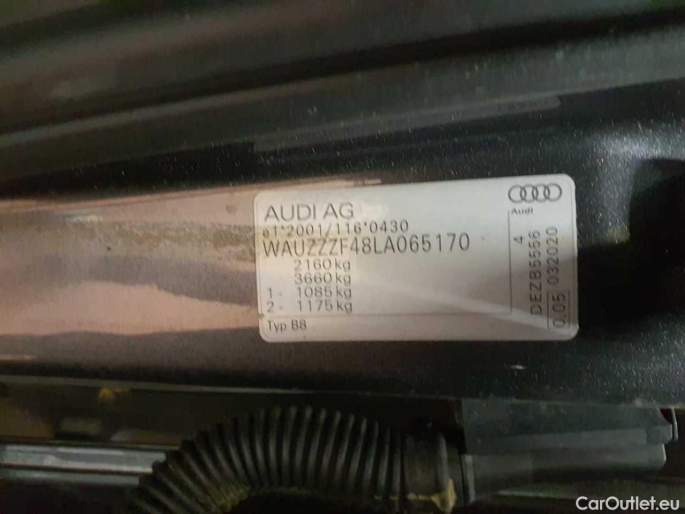 AUDI AG
e1*2001/116*0430
WAUZZZF48LA065170
2160 kg
3660 kg
1 - 1085 kg
2 - 1175 kg
Typ B8
Audi
4
DEZB5556
0.05 032020
CarOutlet.eu